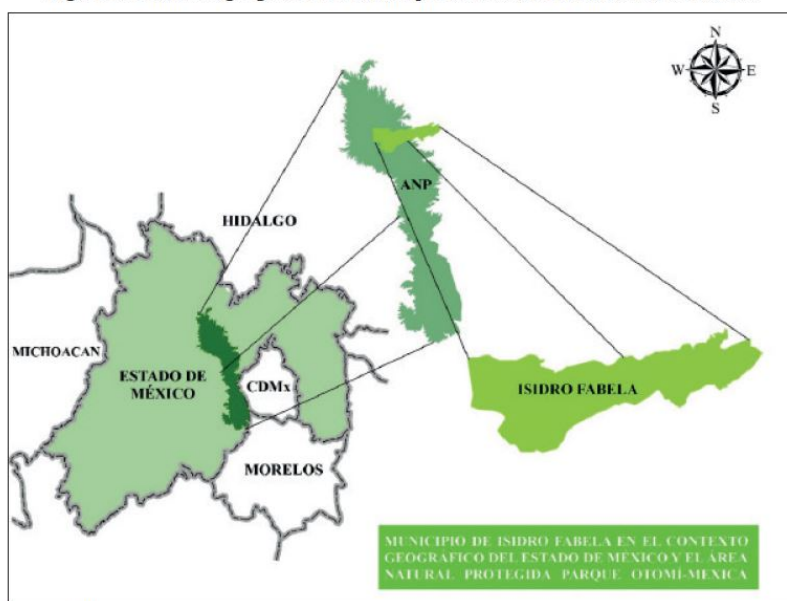 N
W E
S
ANP
HIDALGO
MICHOACAN
ESTADO DE
MÉXICO
CDMx
ISIDRO FABELA
MORELOS
MUNICIPIO DE ISIDRO FABELA EN EL CONTEXTO
GEOGRÁFICO DEL ESTADO DE MÉXICO Y EL ÁREA
NATURAL PROTEGIDA PARQUE OTOMÍ-MEXICA